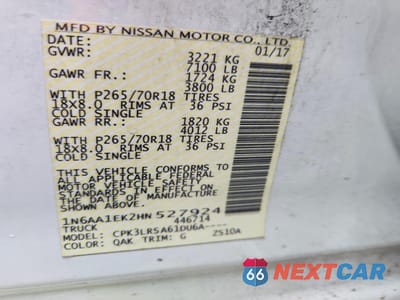 MFD BY NISSAN MOTOR CO., LTD.
DATE: 01/17
GVWR: 3221 KG
7100 LB
GAWR FR.: 1724 KG
3800 LB
WITH P265/70R18 TIRES
18X8.0 RIMS AT 36 PSI
COLD SINGLE
GAWR RR.: 1820 KG
4012 LB
WITH P265/70R18 TIRES
18X8.0 RIMS AT 36 PSI
COLD SINGLE
THIS VEHICLE CONFORMS TO
ALL APPLICABLE FEDERAL
MOTOR VEHICLE SAFETY
STANDARDS IN EFFECT ON
THE DATE OF MANUFACTURE
SHOWN ABOVE
1N6AA1EK2HN 527924
TRUCK 446714
MODEL: CPK3LR5A61DU6A----
COLOR: QAK TRIM: G ZS10A
66 NEXTCAR